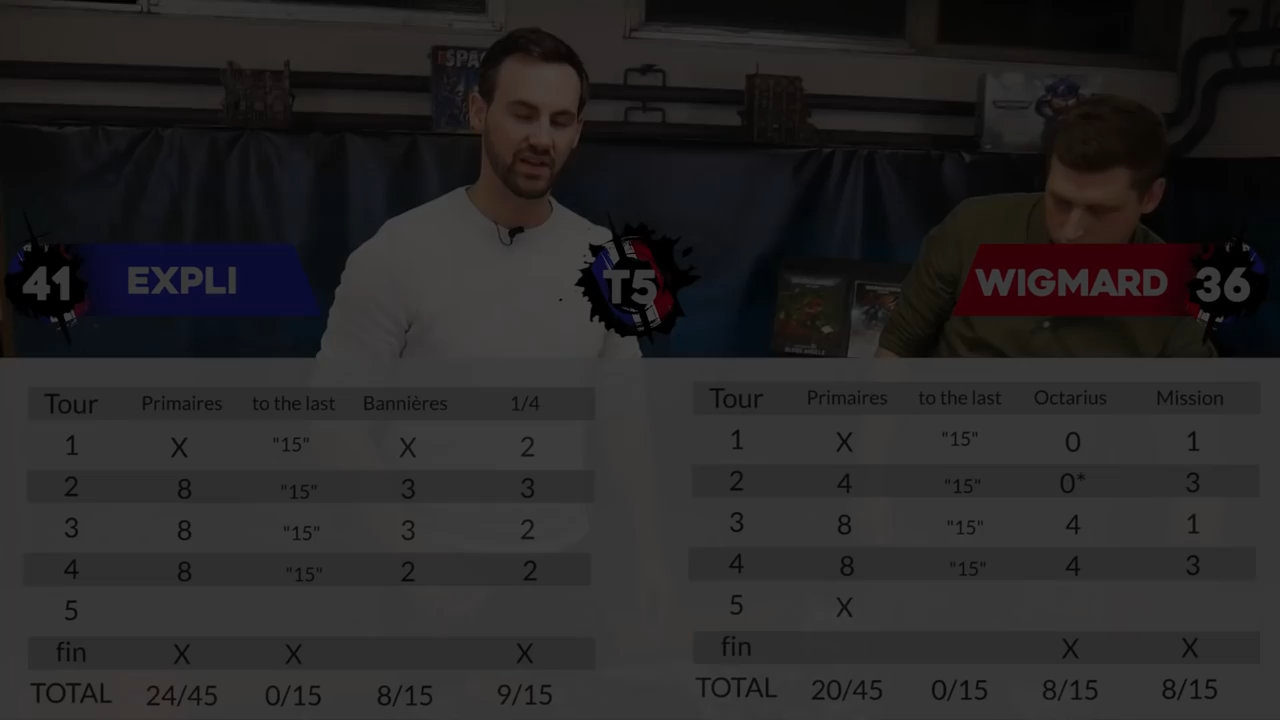 SPA
41 EXPLI T5 WIGMARD 36
Tour Primaires to the last Bannières 1/4
1 X "15" X 2
2 8 "15" 3 3
3 8 "15" 3 2
4 8 "15" 2 2
5
fin X X X
TOTAL 24/45 0/15 8/15 9/15
Tour Primaires to the last Octarius Mission
1 X "15" 0 1
2 4 "15" 0* 3
3 8 "15" 4 1
4 8 "15" 4 3
5 X
fin X X
TOTAL 20/45 0/15 8/15 8/15